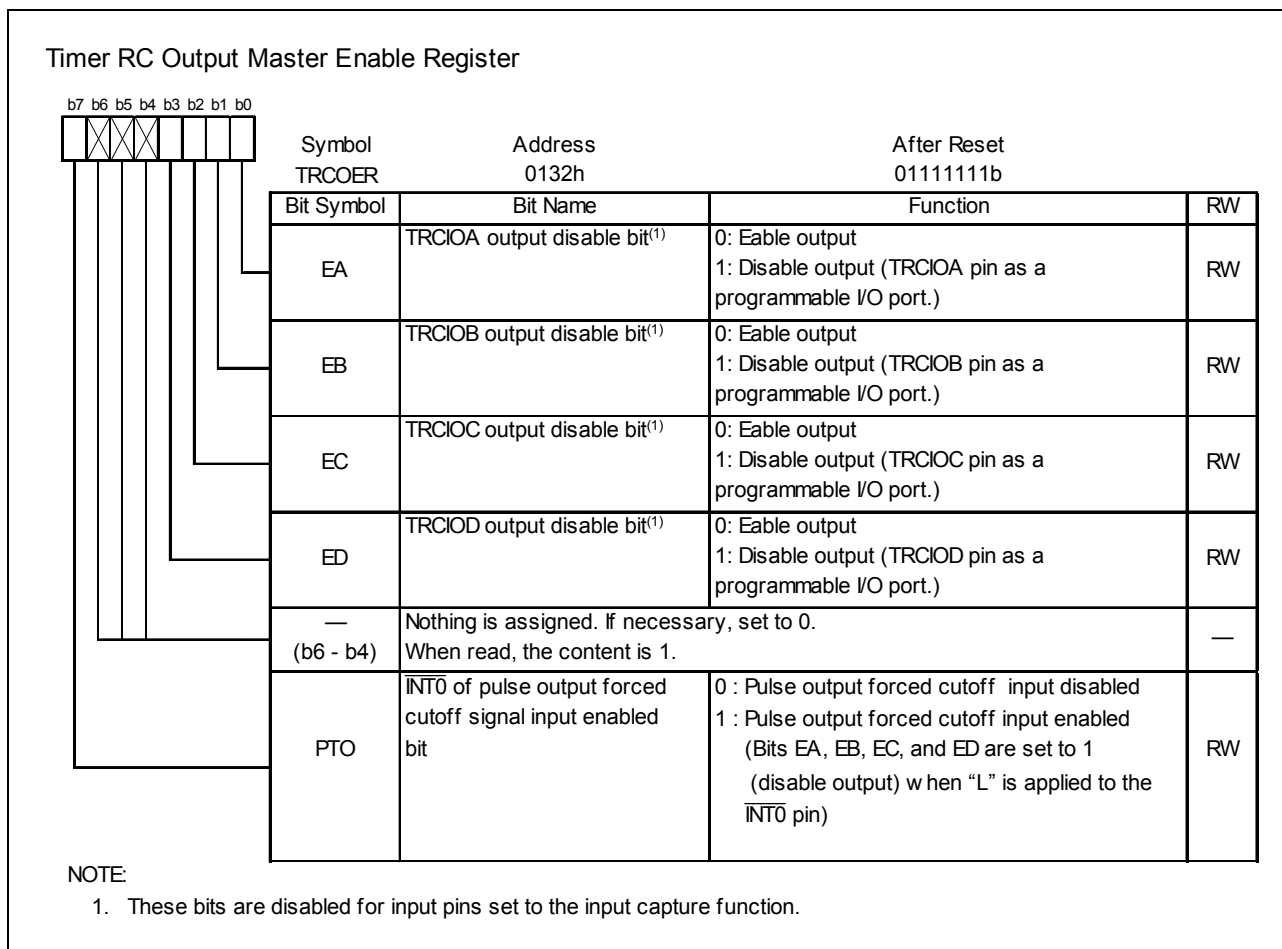 Timer RC Output Master Enable Register
b7 b6 b5 b4 b3 b2 b1 b0
Symbol Address After Reset
TRCOER 0132h 01111111b
Bit Symbol Bit Name Function RW
EA TRCIOA output disable bit(1) 0: Eable output
1: Disable output (TRCIOA pin as a
programmable I/O port.) RW
EB TRCIOB output disable bit(1) 0: Eable output
1: Disable output (TRCIOB pin as a
programmable I/O port.) RW
EC TRCIOC output disable bit(1) 0: Eable output
1: Disable output (TRCIOC pin as a
programmable I/O port.) RW
ED TRCIOD output disable bit(1) 0: Eable output
1: Disable output (TRCIOD pin as a
programmable I/O port.) RW
—
(b6 - b4)
Nothing is assigned. If necessary, set to 0.
When read, the content is 1.
—
PTO
INT0 of pulse output forced
cutoff signal input enabled
bit
0 : Pulse output forced cutoff input disabled
1 : Pulse output forced cutoff input enabled
(Bits EA, EB, EC, and ED are set to 1
(disable output) w hen “L” is applied to the
INT0 pin)
RW
NOTE:
1. These bits are disabled for input pins set to the input capture function.